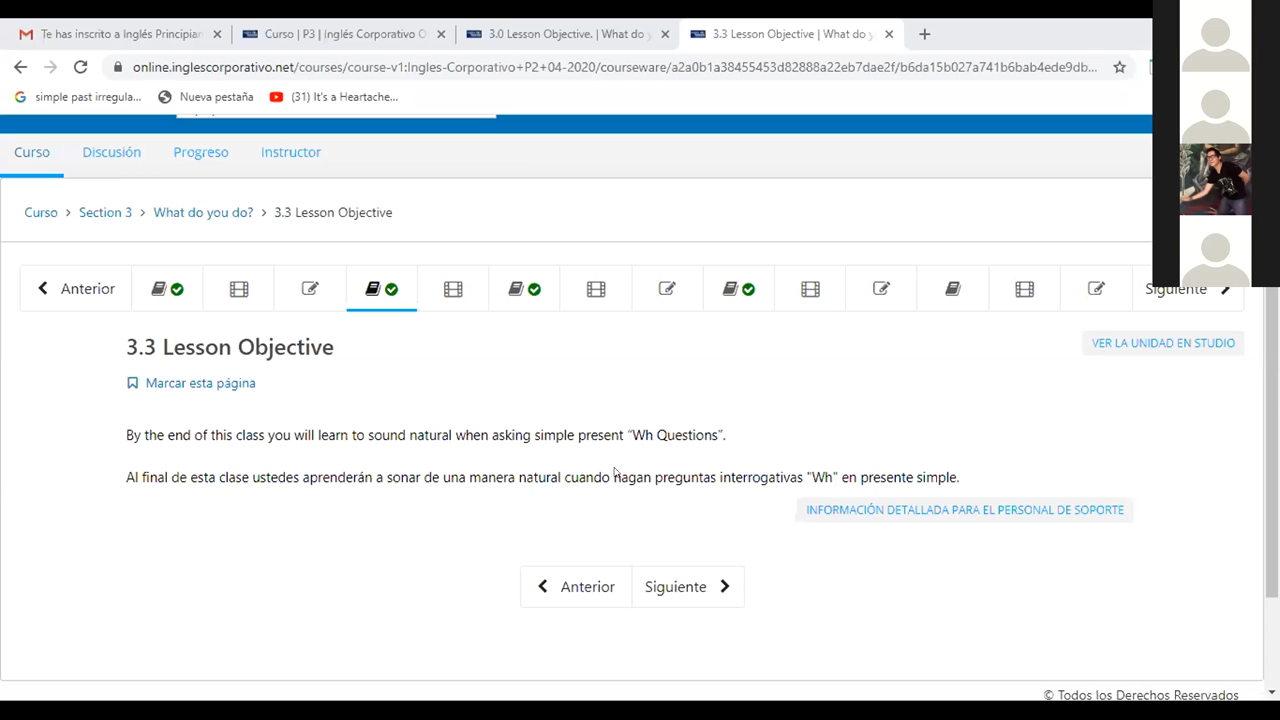 Te has inscrito a Inglés Principian
Curso | P3 | Inglés Corporativo O
3.0 Lesson Objective. | What do y
3.3 Lesson Objective | What do y
online.inglescorporativo.net/courses/course-v1:Ingles-Corporativo+P2+04-2020/courseware/a2a0b1a38455453d82888a22eb7dae2f/b6da15b027a741b6bab4ede9db...
simple past irregula...
Nueva pestaña
(31) It's a Heartache...
Curso
Discusión
Progreso
Instructor
Curso > Section 3 > What do you do? > 3.3 Lesson Objective
Anterior
Siguiente
3.3 Lesson Objective
VER LA UNIDAD EN STUDIO
Marcar esta página
By the end of this class you will learn to sound natural when asking simple present “Wh Questions”.
Al final de esta clase ustedes aprenderán a sonar de una manera natural cuando hagan preguntas interrogativas "Wh" en presente simple.
INFORMACIÓN DETALLADA PARA EL PERSONAL DE SOPORTE
Anterior
Siguiente
© Todos los Derechos Reservados